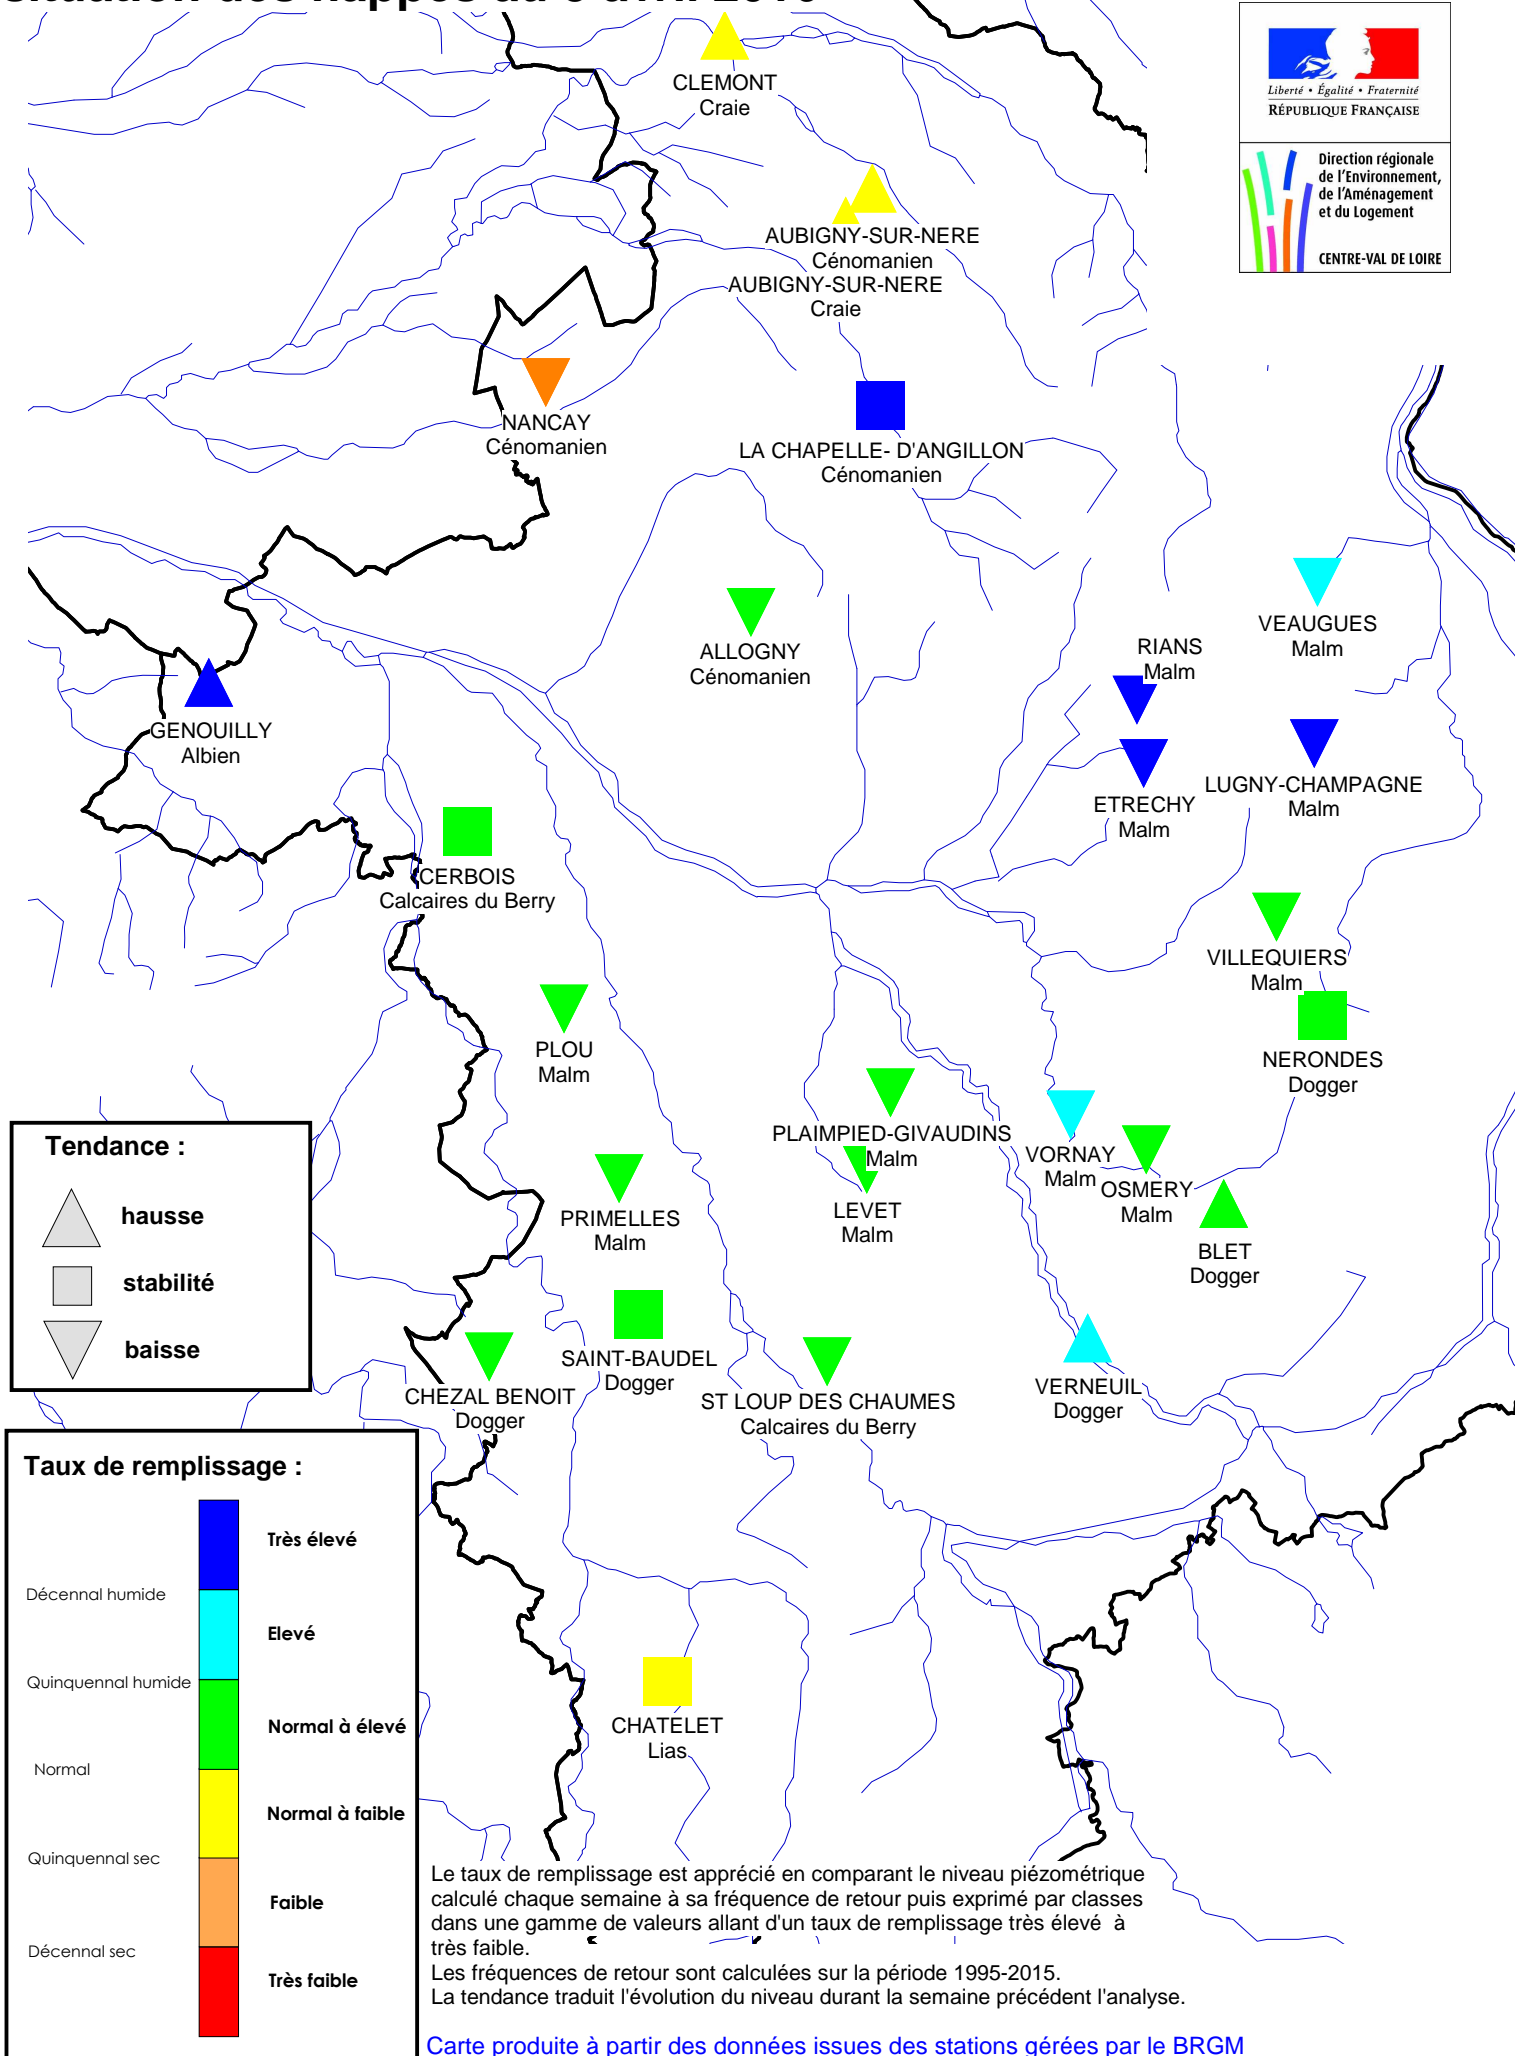 CLEMONT
Craie
Liberté • Égalité • Fraternité
RÉPUBLIQUE FRANÇAISE
Direction régionale
de l'Environnement,
de l'Aménagement
et du Logement
CENTRE-VAL DE LOIRE
AUBIGNY-SUR-NERE
Cénomanien
AUBIGNY-SUR-NERE
Craie
NANCAY
Cénomanien
LA CHAPELLE- D'ANGILLON
Cénomanien
ALLOGNY
Cénomanien
VEAUGUES
Malm
RIANS
Malm
GENOUILLY
Albien
LUGNY-CHAMPAGNE
Malm
ETRECHY
Malm
CERBOIS
Calcaires du Berry
VILLEQUIERS
Malm
PLOU
Malm
NERONDES
Dogger
PLAIMPIED-GIVAUDINS
Malm
VORNAY
Malm
OSMERY
Malm
PRIMELLES
Malm
LEVET
Malm
BLET
Dogger
SAINT-BAUDEL
Dogger
CHEZAL BENOIT
Dogger
ST LOUP DES CHAUMES
Calcaires du Berry
VERNEUIL
Dogger
CHATELET
Lias
Tendance :
hausse
stabilité
baisse
Taux de remplissage :
Très élevé
Décennal humide
Elevé
Quinquennal humide
Normal à élevé
Normal
Normal à faible
Quinquennal sec
Faible
Décennal sec
Très faible
Le taux de remplissage est apprécié en comparant le niveau piézométrique
calculé chaque semaine à sa fréquence de retour puis exprimé par classes
dans une gamme de valeurs allant d'un taux de remplissage très élevé à
très faible.
Les fréquences de retour sont calculées sur la période 1995-2015.
La tendance traduit l'évolution du niveau durant la semaine précédent l'analyse.
Carte produite à partir des données issues des stations gérées par le BRGM